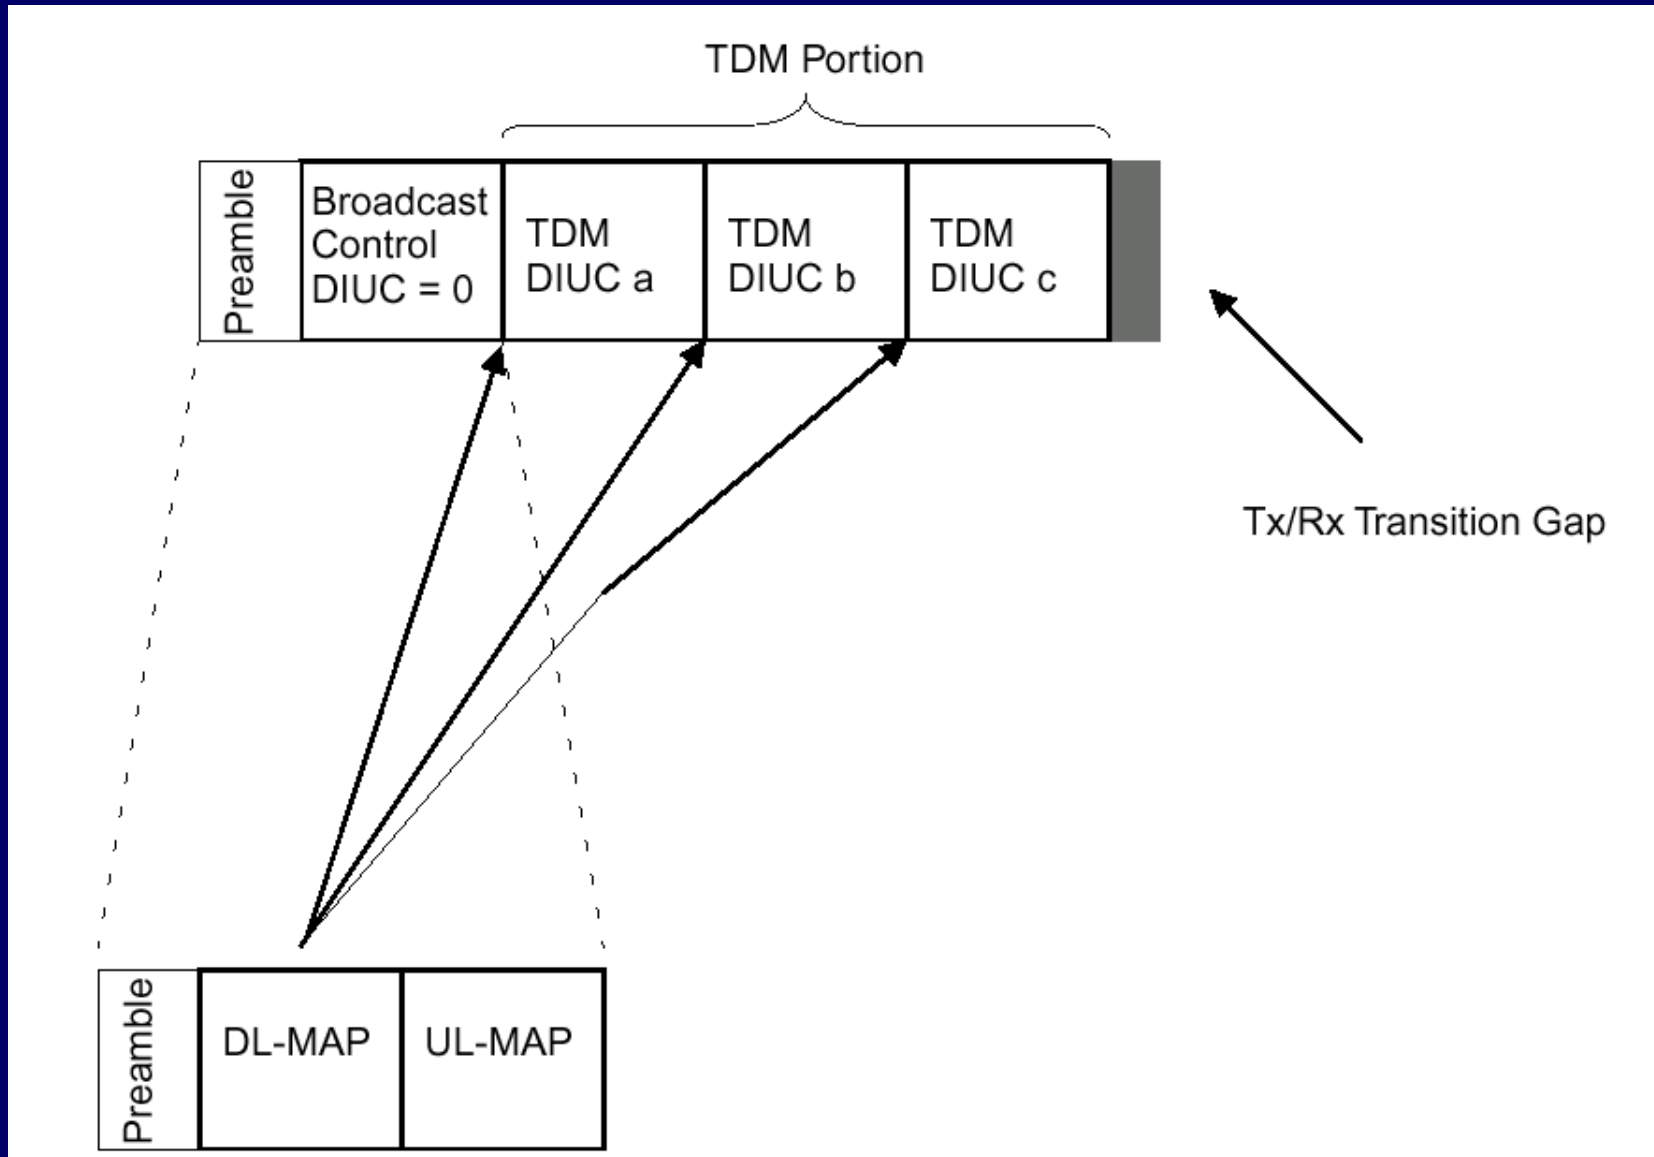 TDM Portion
Preamble
Broadcast
Control
DIUC = 0
TDM
DIUC a
TDM
DIUC b
TDM
DIUC c
Tx/Rx Transition Gap
Preamble
DL-MAP
UL-MAP